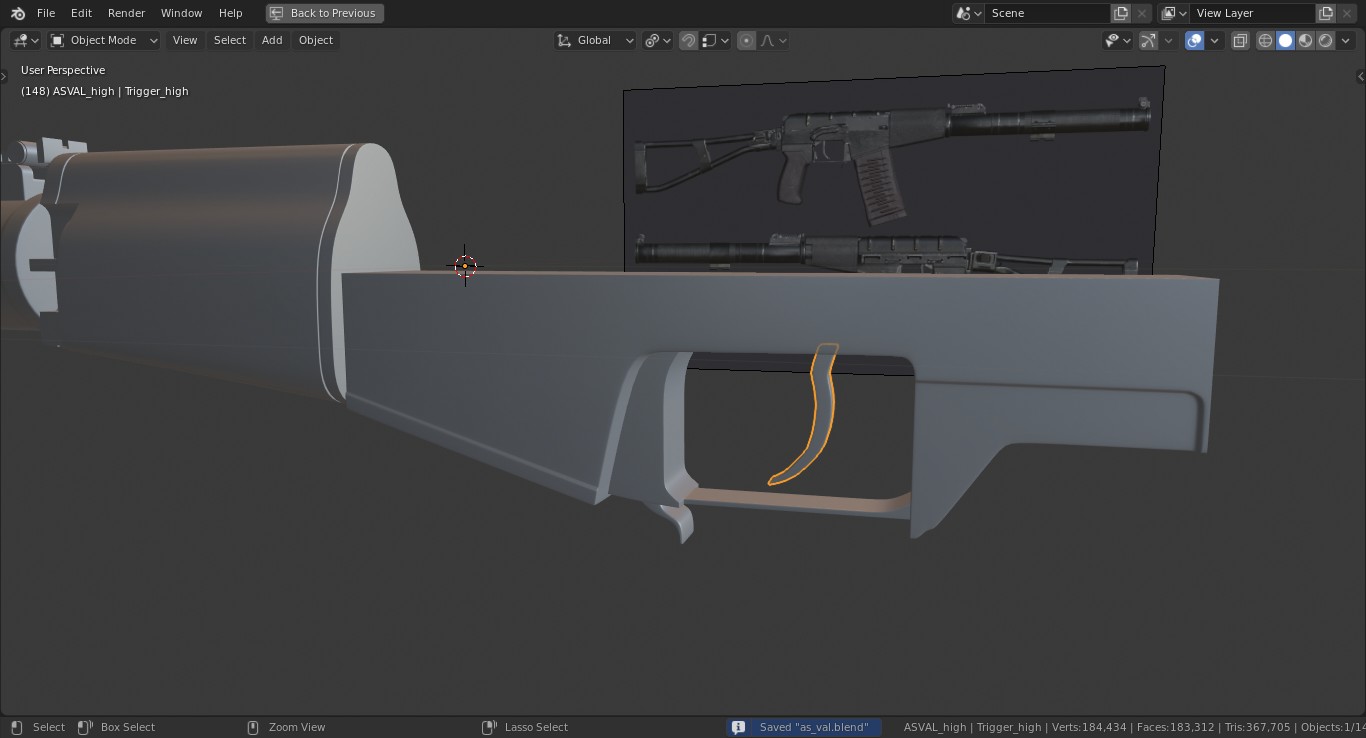 File Edit Render Window Help Back to Previous Scene View Layer
Object Mode View Select Add Object Global
User Perspective
(148) ASVAL_high | Trigger_high
Select Box Select Zoom View Lasso Select Saved "as_val.blend" ASVAL_high | Trigger_high | Verts:184,434 | Faces:183,312 | Tris:367,705 | Objects:1/14